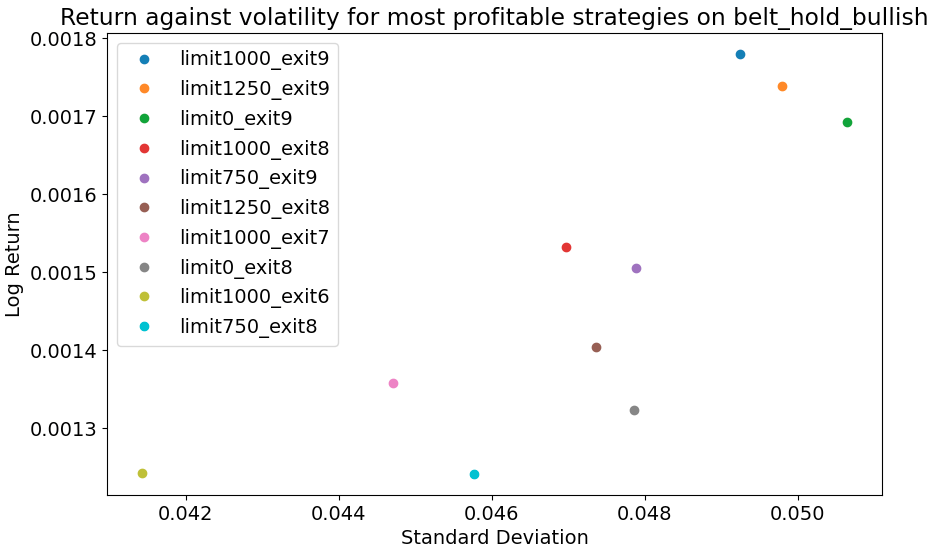 Return against volatility for most profitable strategies on belt_hold_bullish
0.0018
0.0017
0.0016
0.0015
0.0014
0.0013
Log Return
limit1000_exit9
limit1250_exit9
limit0_exit9
limit1000_exit8
limit750_exit9
limit1250_exit8
limit1000_exit7
limit0_exit8
limit1000_exit6
limit750_exit8
0.042
0.044
0.046
0.048
0.050
Standard Deviation